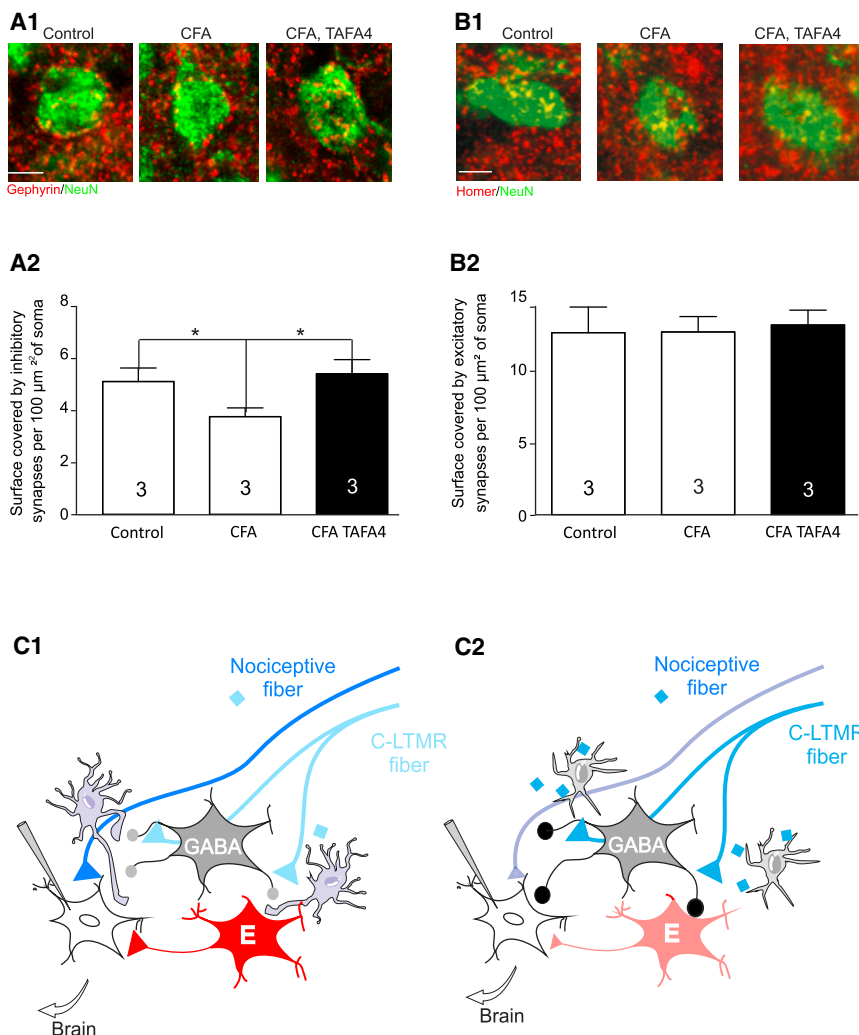 A1
Control
CFA
CFA, TAFA4
Gephyrin/NeuN
B1
Control
CFA
CFA, TAFA4
Homer/NeuN
A2
Surface covered by inhibitory
synapses per 100 µm ²² of soma
8
6
4
2
0
*
*
3
3
3
Control
CFA
CFA TAFA4
B2
Surface covered by excitatory
synapses per 100 µm² of soma
15
10
5
0
3
3
3
Control
CFA
CFA TAFA4
C1
Nociceptive
fiber
C-LTMR
fiber
GABA
E
Brain
C2
Nociceptive
fiber
C-LTMR
fiber
GABA
E
Brain